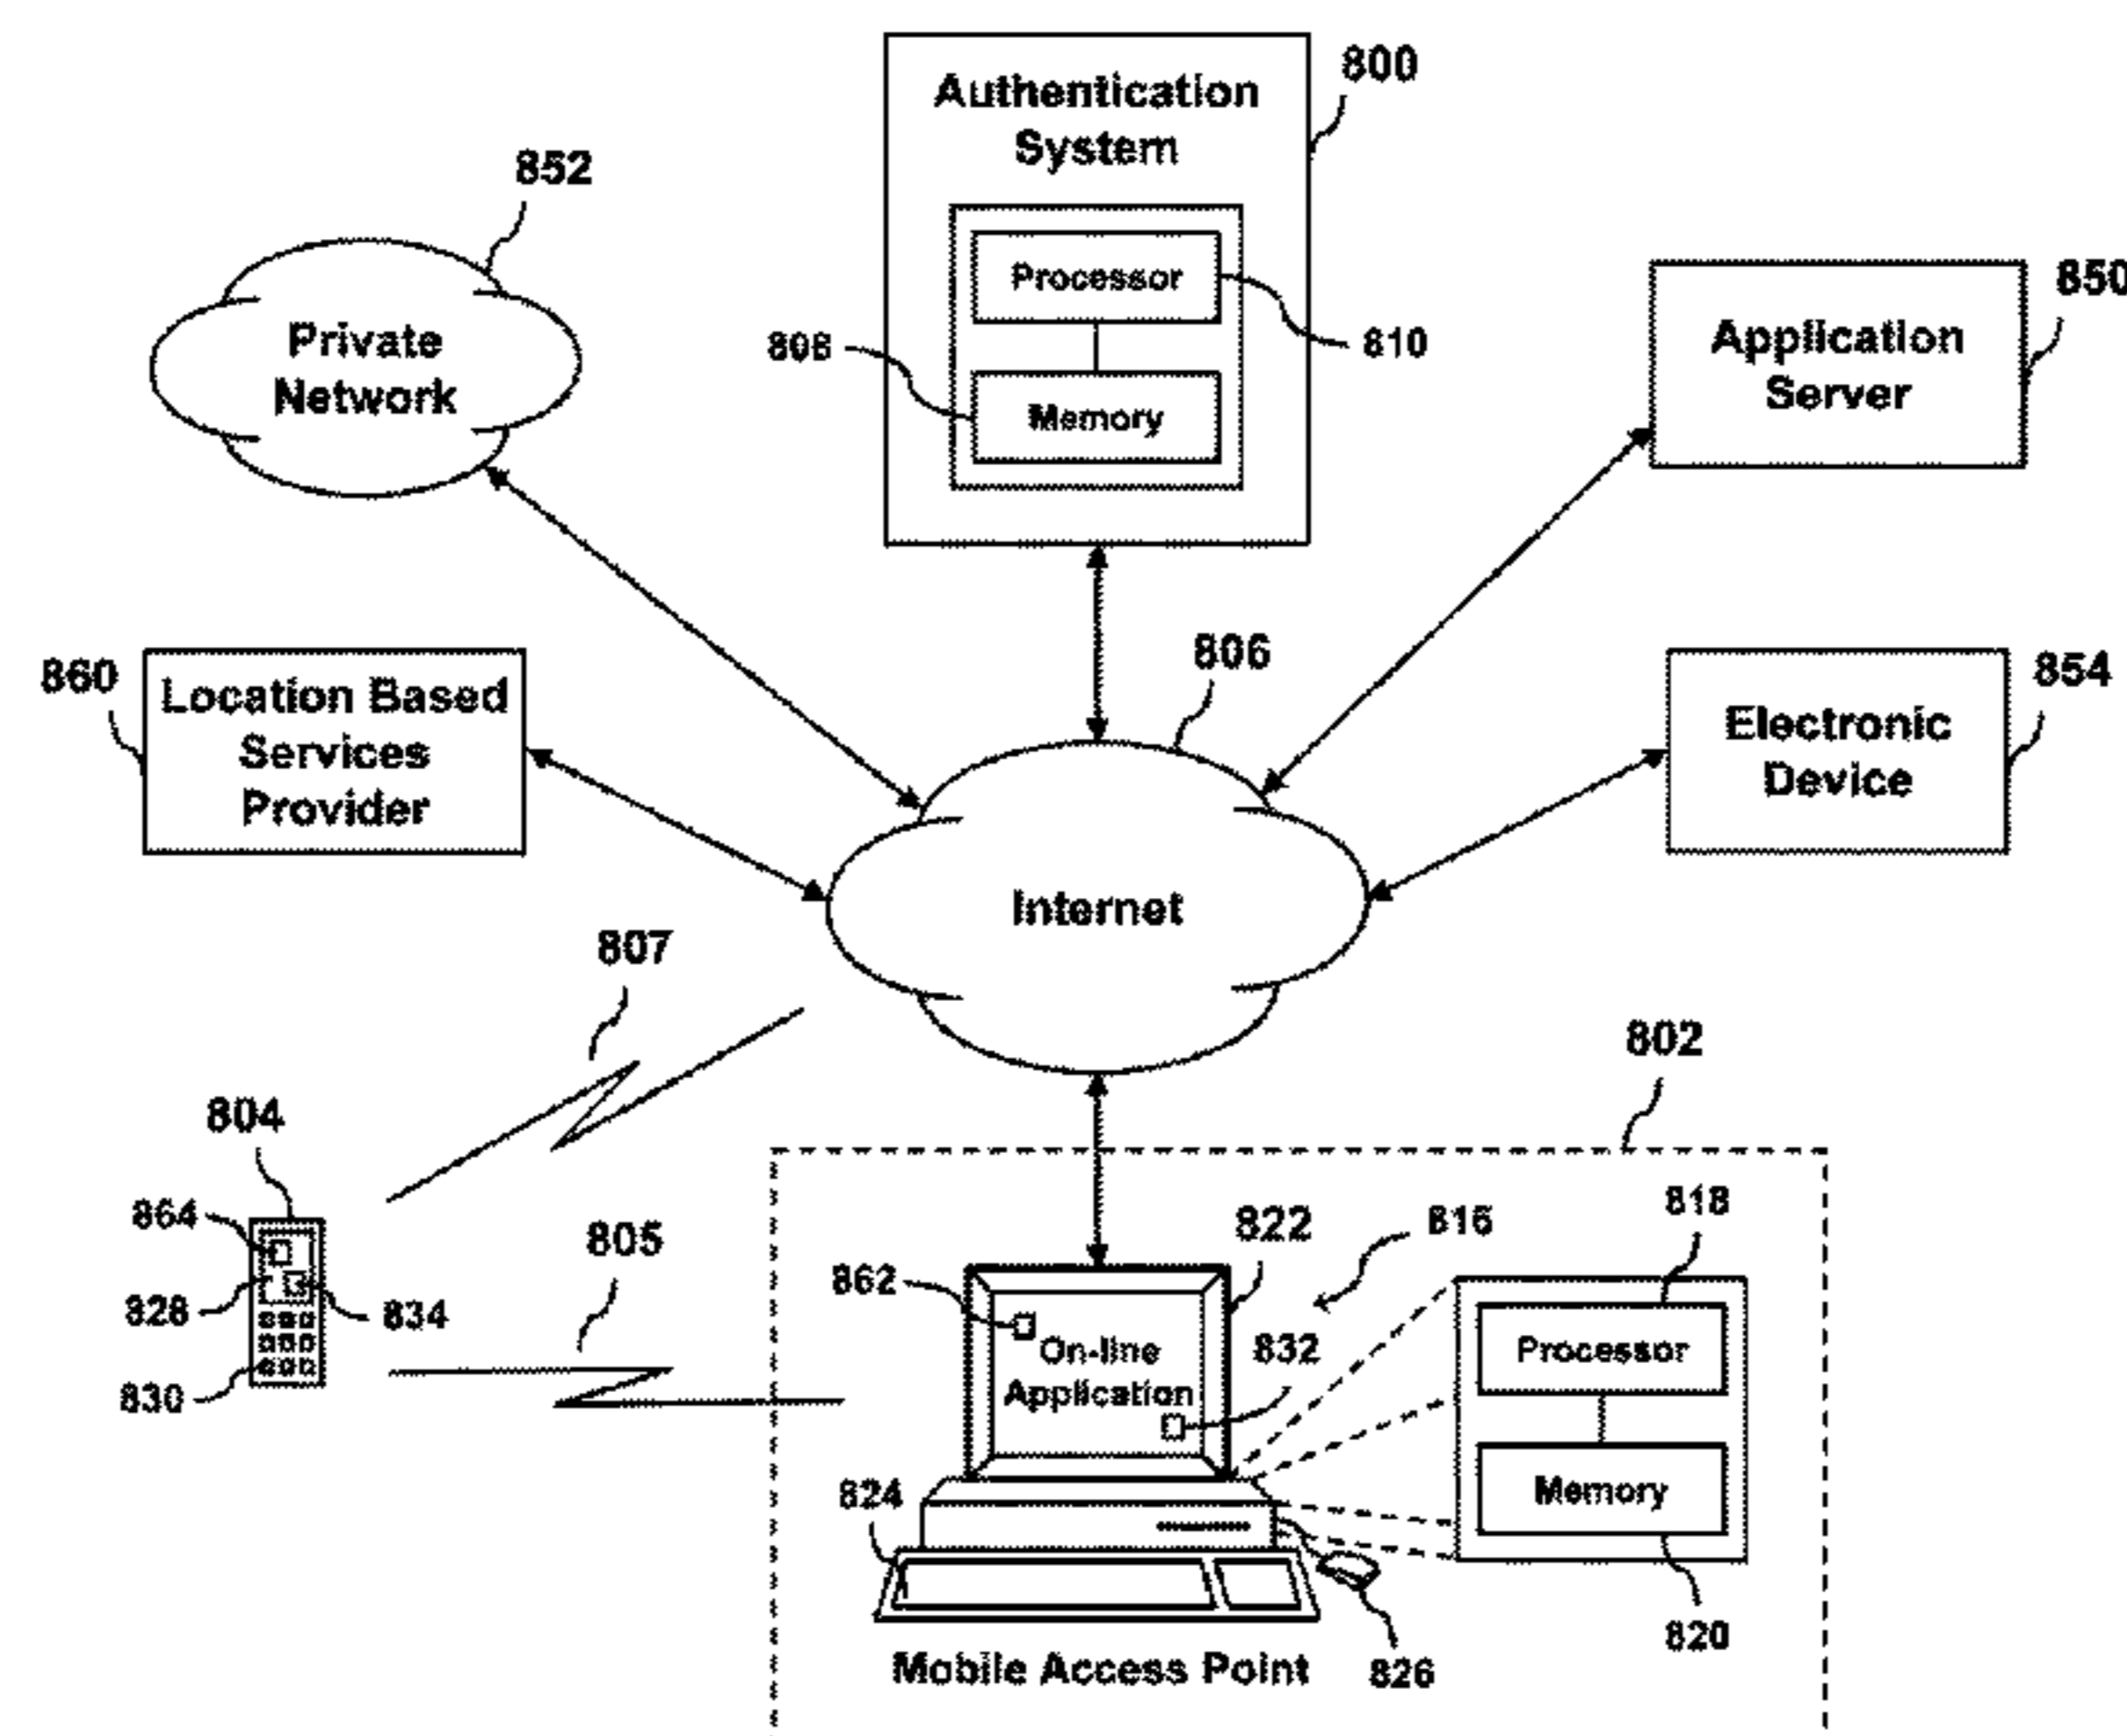 800
Authentication
System
852
Processor
850
Private
Network
808
810
Application
Server
Memory
806
860
Location Based
Services
Provider
854
Electronic
Device
Internet
807
802
804
864
818
822
816
805
862
828
834
On-line
Application
832
Processor
830
824
Memory
820
Mobile Access Point
826